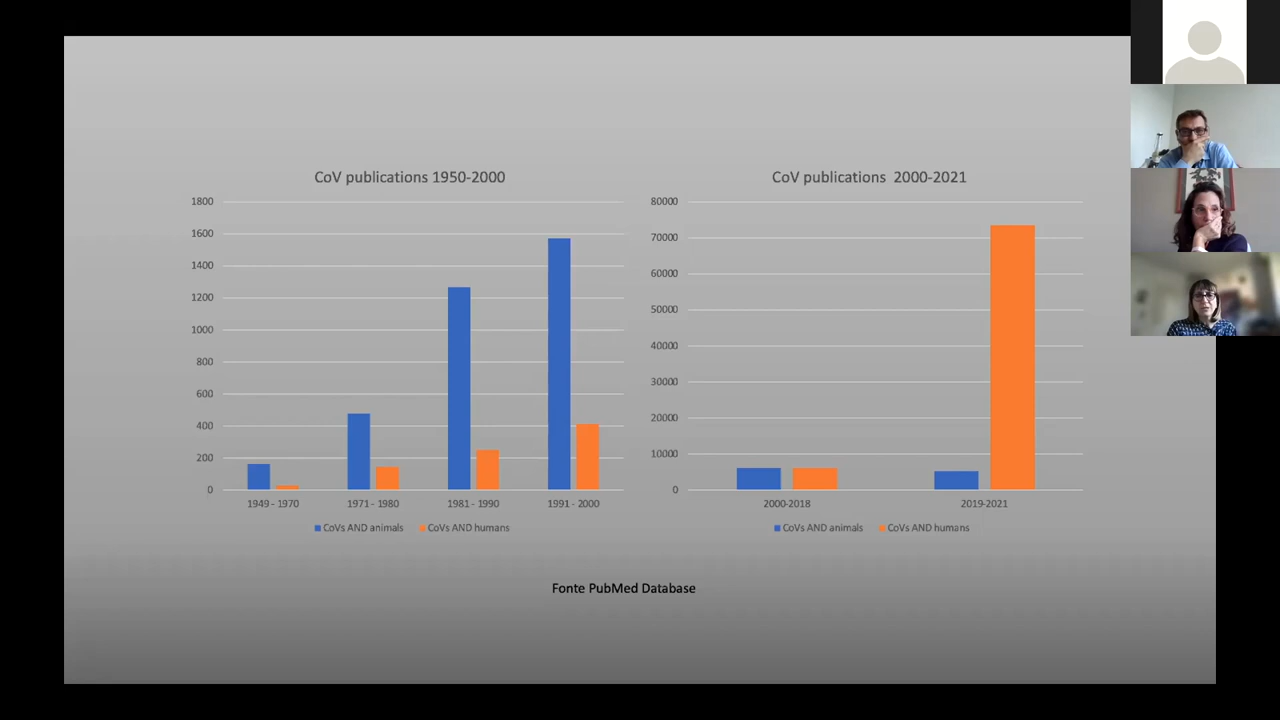 CoV publications 1950-2000
1800
1600
1400
1200
1000
800
600
400
200
0
1949 - 1970
1971 - 1980
1981 - 1990
1991 - 2000
CoVs AND animals
CoVs AND humans
CoV publications 2000-2021
80000
70000
60000
50000
40000
30000
20000
10000
0
2000-2018
2019-2021
CoVs AND animals
CoVs AND humans
Fonte PubMed Database